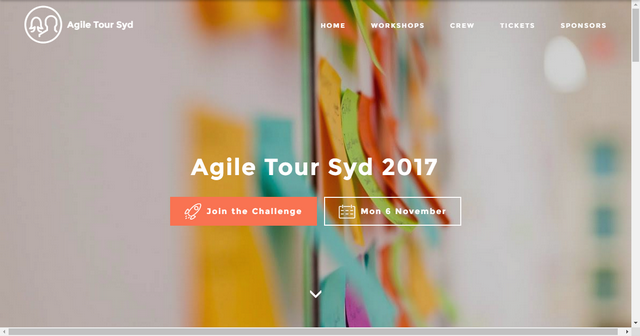 Agile Tour Syd
HOME
WORKSHOPS
CREW
TICKETS
SPONSORS
Agile Tour Syd 2017
Join the Challenge
Mon 6 November